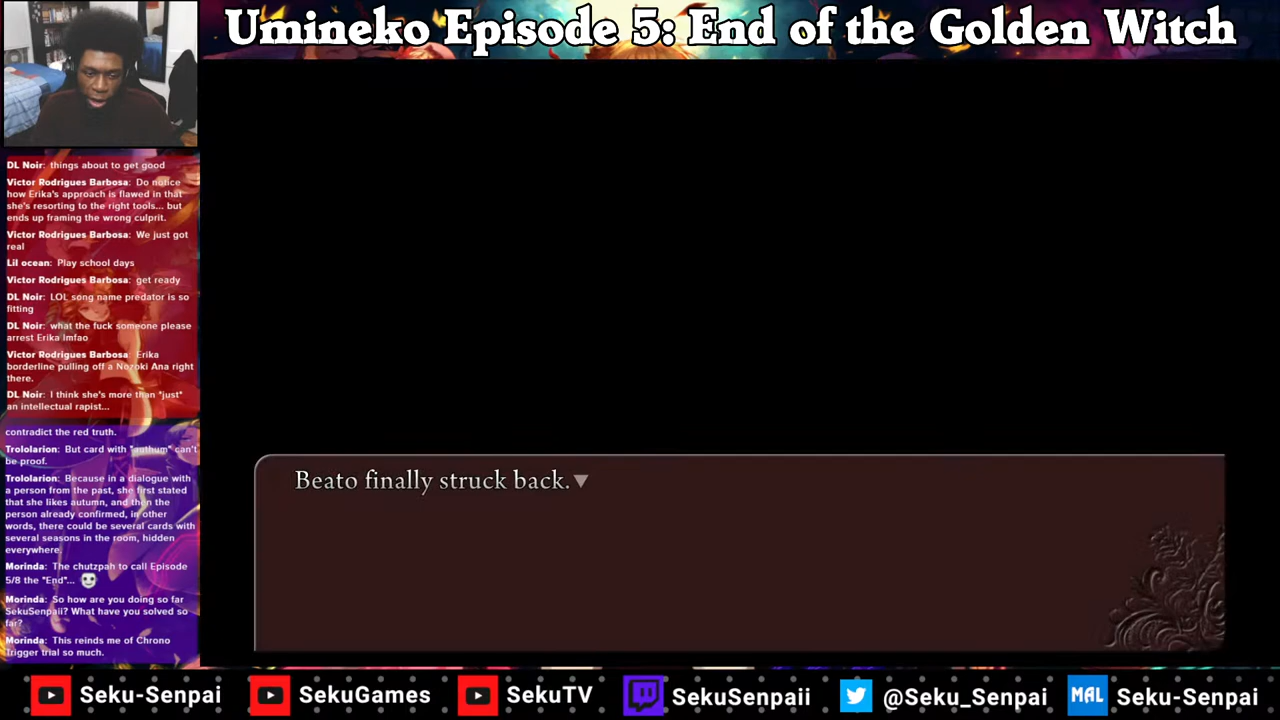 Umineko Episode 5: End of the Golden Witch
DL Noir: things about to get good
Victor Rodrigues Barbosa: Do notice
how Erika's approach is flawed in that
she's resorting to the right tools... but
ends up framing the wrong culprit.
Victor Rodrigues Barbosa: We just got
real
Lil ocean: Play school days
Victor Rodrigues Barbosa: get ready
DL Noir: LOL song name predator is so
fitting
DL Noir: what the fuck someone please
arrest Erika lmfao
Victor Rodrigues Barbosa: Erika
borderline pulling off a Nozoki Ana right
there.
DL Noir: I think she's more than *just*
an intellectual rapist...
contradict the red truth.
Trololarion: But card with "authum" can't
be proof.
Trololarion: Because in a dialogue with
a person from the past, she first stated
that she likes autumn, and then the
person already confirmed, in other
words, there could be several cards with
several seasons in the room, hidden
everywhere.
Morinda: The chutzpah to call Episode
5/8 the "End"...
Morinda: So how are you doing so far
SekuSenpaii? What have you solved so
far?
Morinda: This reinds me of Chrono
Trigger trial so much.
Beato finally struck back.
Seku-Senpai
SekuGames
SekuTV
SekuSenpaii
@Seku_Senpai
MAL
Seku-Senpai